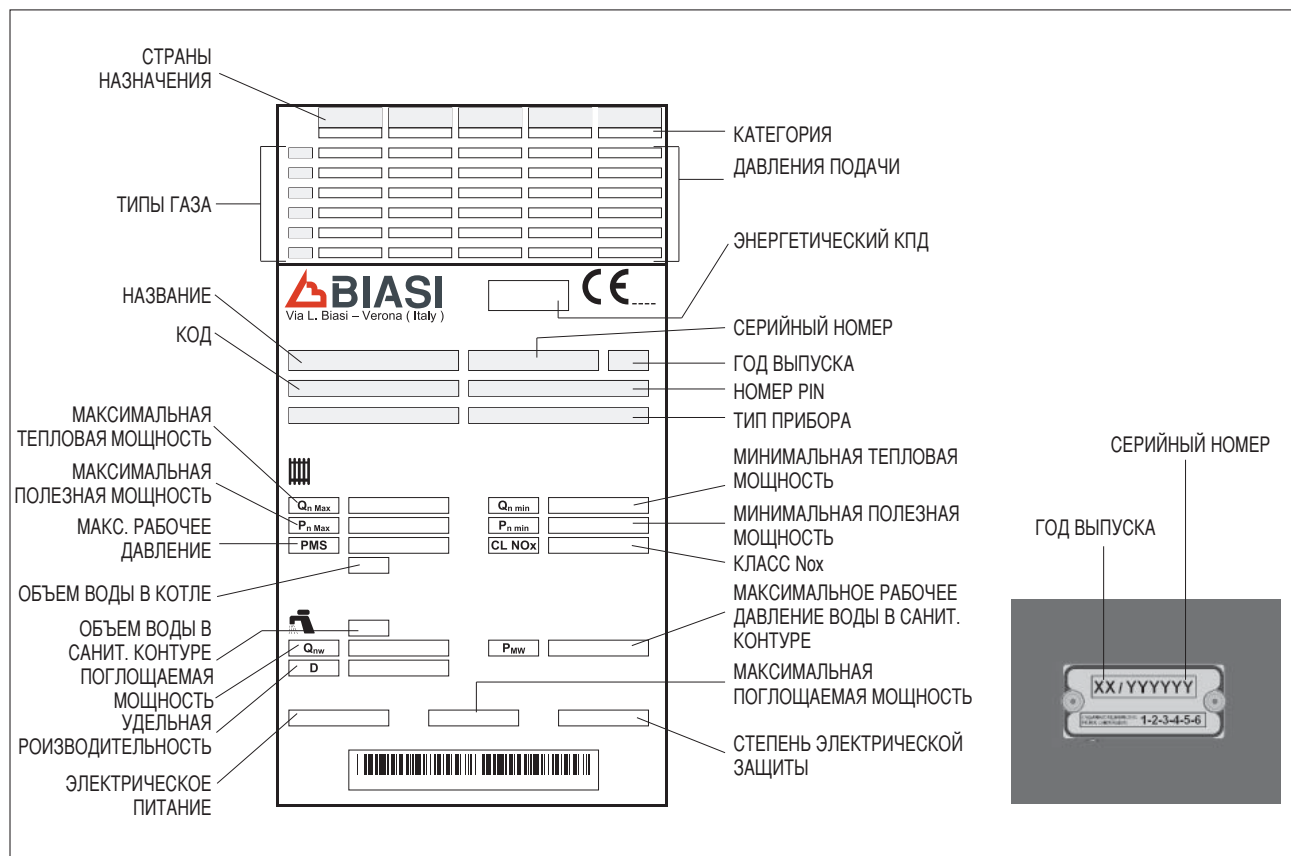 СТРАНЫ
НАЗНАЧЕНИЯ
КАТЕГОРИЯ
ДАВЛЕНИЯ ПОДАЧИ
ТИПЫ ГАЗА
ЭНЕРГЕТИЧЕСКИЙ КПД
BIASI
CE
Via L. Biasi – Verona ( Italy )
НАЗВАНИЕ
КОД
СЕРИЙНЫЙ НОМЕР
ГОД ВЫПУСКА
НОМЕР PIN
ТИП ПРИБОРА
МАКСИМАЛЬНАЯ
ТЕПЛОВАЯ МОЩНОСТЬ
МАКСИМАЛЬНАЯ
ПОЛЕЗНАЯ МОЩНОСТЬ
МАКС. РАБОЧЕЕ
ДАВЛЕНИЕ
ОБЪЕМ ВОДЫ В КОТЛЕ
Qn Max
Pn Max
PMS
Qn min
Pn min
CL NOx
МИНИМАЛЬНАЯ ТЕПЛОВАЯ
МОЩНОСТЬ
МИНИМАЛЬНАЯ ПОЛЕЗНАЯ
МОЩНОСТЬ
КЛАСС Nox
ОБЪЕМ ВОДЫ В
САНИТ. КОНТУРЕ
ПОГЛОЩАЕМАЯ
МОЩНОСТЬ
УДЕЛЬНАЯ
РОИЗВОДИТЕЛЬНОСТЬ
ЭЛЕКТРИЧЕСКОЕ
ПИТАНИЕ
Qnw
D
PMW
МАКСИМАЛЬНОЕ РАБОЧЕЕ
ДАВЛЕНИЕ ВОДЫ В САНИТ.
КОНТУРЕ
МАКСИМАЛЬНАЯ
ПОГЛОЩАЕМАЯ МОЩНОСТЬ
СТЕПЕНЬ ЭЛЕКТРИЧЕСКОЙ
ЗАЩИТЫ
СЕРИЙНЫЙ НОМЕР
ГОД ВЫПУСКА
XX/YYYYYY
1-2-3-4-5-6